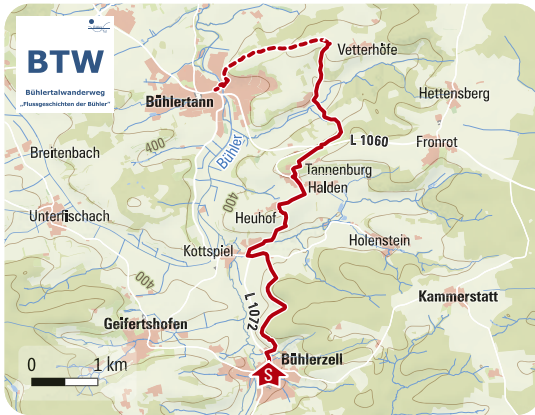 BTW
Bühlertalwanderweg
„Flussgeschichten der Bühler"
Vetterhöfe
Bühlertann
Hettensberg
Bühler
L 1060
400
Breitenbach
Fronrot
Tannenburg
Halden
400
Unterfischach
Heuhof
Kottspiel
Holenstein
400
L 1072
Kammerstatt
Geifertshofen
0 1 km
Bühlerzell
S